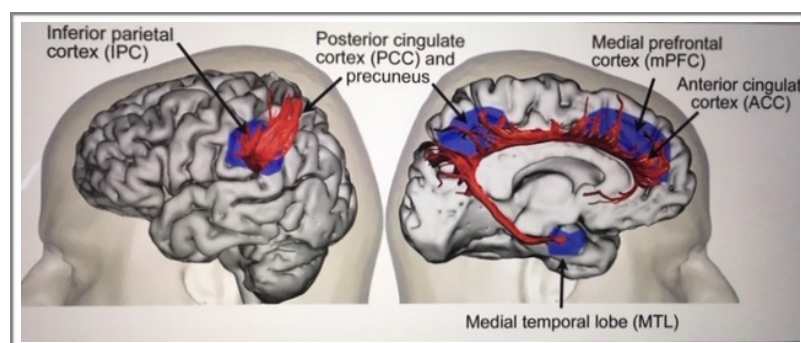 Inferior parietal
cortex (IPC)
Posterior cingulate
cortex (PCC) and
precuneus
Medial prefrontal
cortex (mPFC)
Anterior cingulat
cortex (ACC)
Medial temporal lobe (MTL)